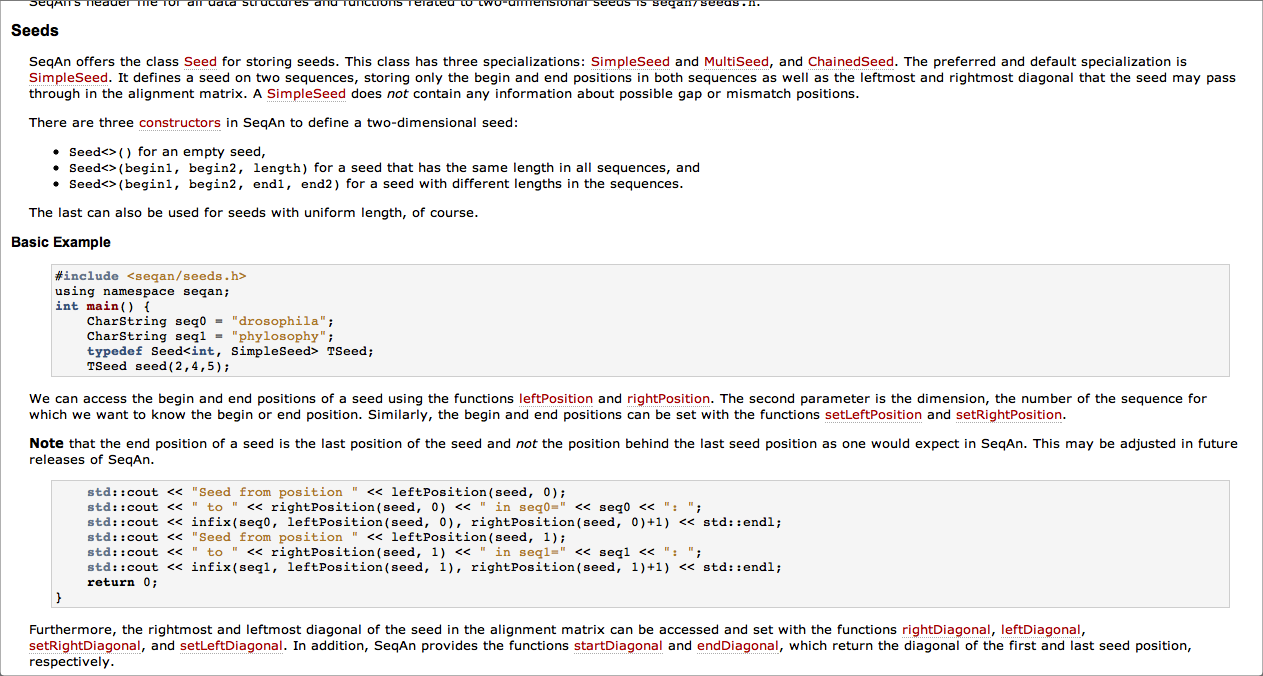 SeqAn's header file for all data structures and functions related to two-dimensional seeds is seqan/seeds.h.
Seeds
SeqAn offers the class Seed for storing seeds. This class has three specializations: SimpleSeed and MultiSeed, and ChainedSeed. The preferred and default specialization is
SimpleSeed. It defines a seed on two sequences, storing only the begin and end positions in both sequences as well as the leftmost and rightmost diagonal that the seed may pass
through in the alignment matrix. A SimpleSeed does not contain any information about possible gap or mismatch positions.
There are three constructors in SeqAn to define a two-dimensional seed:
• Seed<>() for an empty seed,
• Seed<>(begin1, begin2, length) for a seed that has the same length in all sequences, and
• Seed<>(begin1, begin2, end1, end2) for a seed with different lengths in the sequences.
The last can also be used for seeds with uniform length, of course.
Basic Example
#include <seqan/seeds.h>
using namespace seqan;
int main() {
    CharString seq0 = "drosophila";
    CharString seq1 = "phylosophy";
    typedef Seed<int, SimpleSeed> TSeed;
    TSeed seed(2,4,5);
We can access the begin and end positions of a seed using the functions leftPosition and rightPosition. The second parameter is the dimension, the number of the sequence for
which we want to know the begin or end position. Similarly, the begin and end positions can be set with the functions setLeftPosition and setRightPosition.
Note that the end position of a seed is the last position of the seed and not the position behind the last seed position as one would expect in SeqAn. This may be adjusted in future
releases of SeqAn.
    std::cout << "Seed from position " << leftPosition(seed, 0);
    std::cout << " to " << rightPosition(seed, 0) << " in seq0=" << seq0 << ": ";
    std::cout << infix(seq0, leftPosition(seed, 0), rightPosition(seed, 0)+1) << std::endl;
    std::cout << "Seed from position " << leftPosition(seed, 1);
    std::cout << " to " << rightPosition(seed, 1) << " in seq1=" << seq1 << ": ";
    std::cout << infix(seq1, leftPosition(seed, 1), rightPosition(seed, 1)+1) << std::endl;
    return 0;
}
Furthermore, the rightmost and leftmost diagonal of the seed in the alignment matrix can be accessed and set with the functions rightDiagonal, leftDiagonal,
setRightDiagonal, and setLeftDiagonal. In addition, SeqAn provides the functions startDiagonal and endDiagonal, which return the diagonal of the first and last seed position,
respectively.